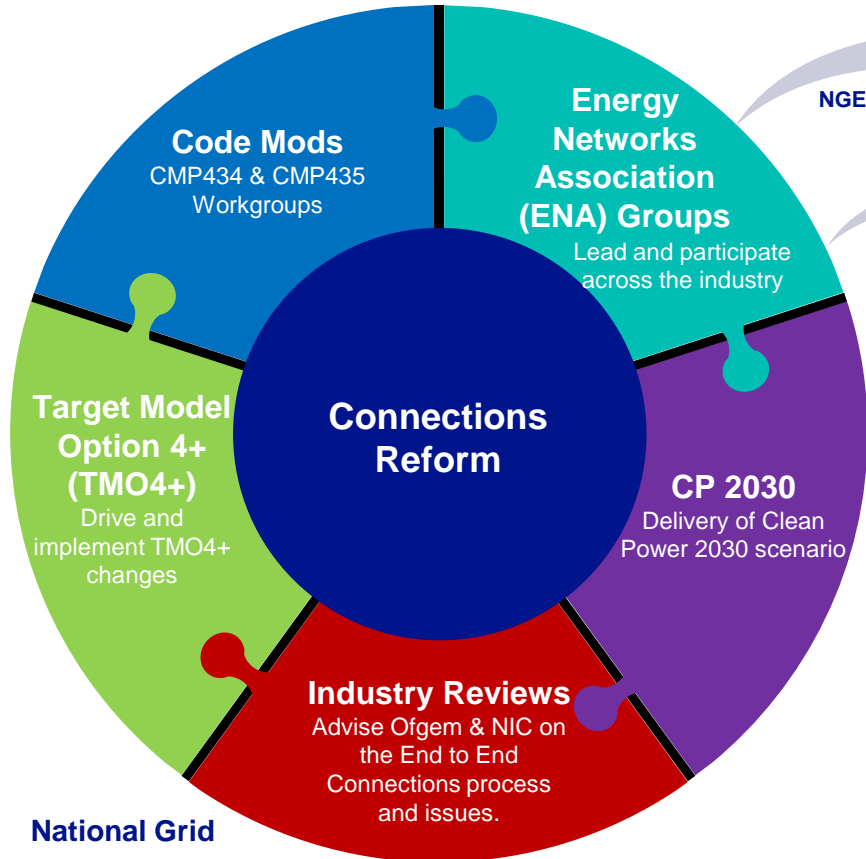 Code Mods
CMP434 & CMP435
Workgroups
Energy
Networks
Association
(ENA) Groups
Lead and participate
across the industry
NGE
Target Model
Option 4+
(TMO4+)
Drive and
implement TMO4+
changes
Connections
Reform
CP 2030
Delivery of Clean
Power 2030 scenario
Industry Reviews
Advise Ofgem & NIC on
the End to End
Connections process
and issues.
National Grid